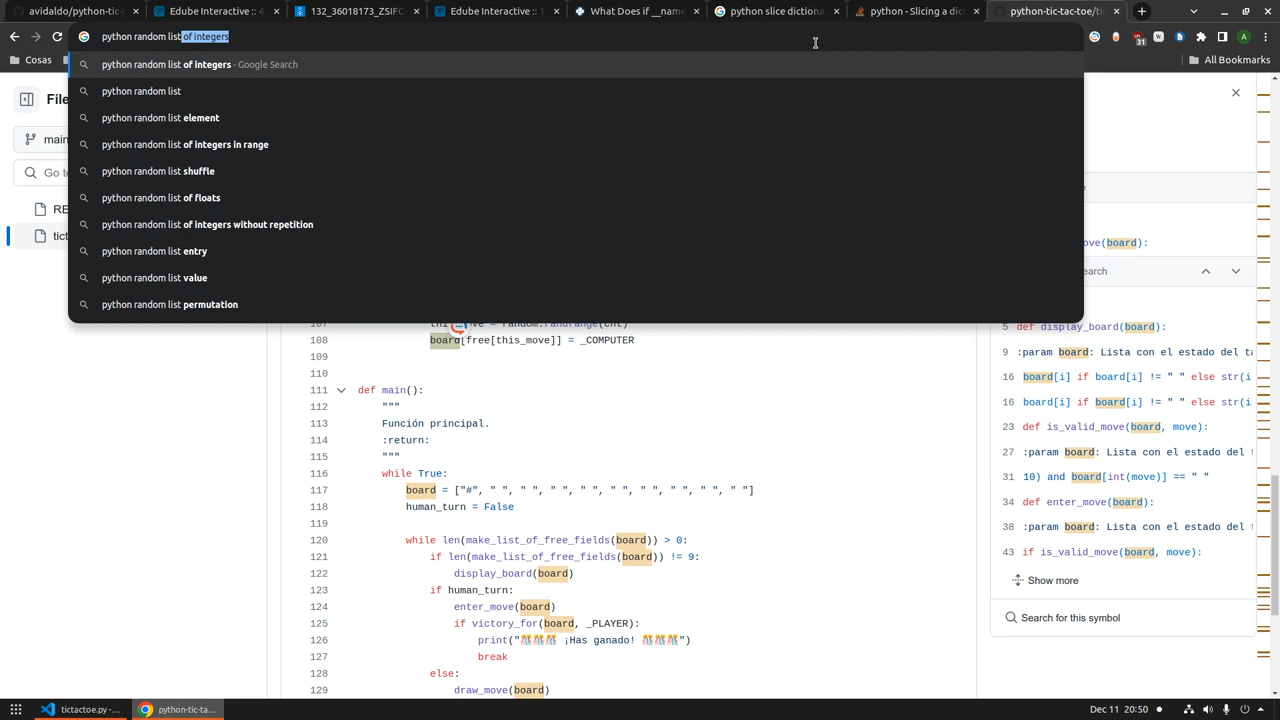 avidaldo/python-tic-t
Edube Interactive :: 4
132_36018173_ZSIFC
Edube Interactive :: 1
What Does if __name_
python slice dictiona
python - Slicing a dict
python-tic-tac-toe/ti
python random list of integers
31
A
Cosas
All Bookmarks
python random list of integers - Google Search
python random list
python random list element
python random list of integers in range
python random list shuffle
python random list of floats
python random list of integers without repetition
python random list entry
python random list value
python random list permutation
File
main
Go to
RE
tict
ove(board):
earch
108 board[free[this_move]] = _COMPUTER
109
110
111 def main():
112 """
113 Función principal.
114 :return:
115 """
116 while True:
117 board = ["#", " ", " ", " ", " ", " ", " ", " ", " ", " "]
118 human_turn = False
119
120 while len(make_list_of_free_fields(board)) > 0:
121 if len(make_list_of_free_fields(board)) != 9:
122 display_board(board)
123 if human_turn:
124 enter_move(board)
125 if victory_for(board, _PLAYER):
126 print("🎊🎊🎊 ¡Has ganado! 🎊🎊🎊")
127 break
128 else:
129 draw_move(board)
5 def display_board(board):
9 :param board: Lista con el estado del ta
16 board[i] if board[i] != " " else str(i
16 board[i] if board[i] != " " else str(i
23 def is_valid_move(board, move):
27 :param board: Lista con el estado del t
31 10) and board[int(move)] == " "
34 def enter_move(board):
38 :param board: Lista con el estado del t
43 if is_valid_move(board, move):
Show more
Search for this symbol
tictactoe.py -...
python-tic-ta...
Dec 11 20:50